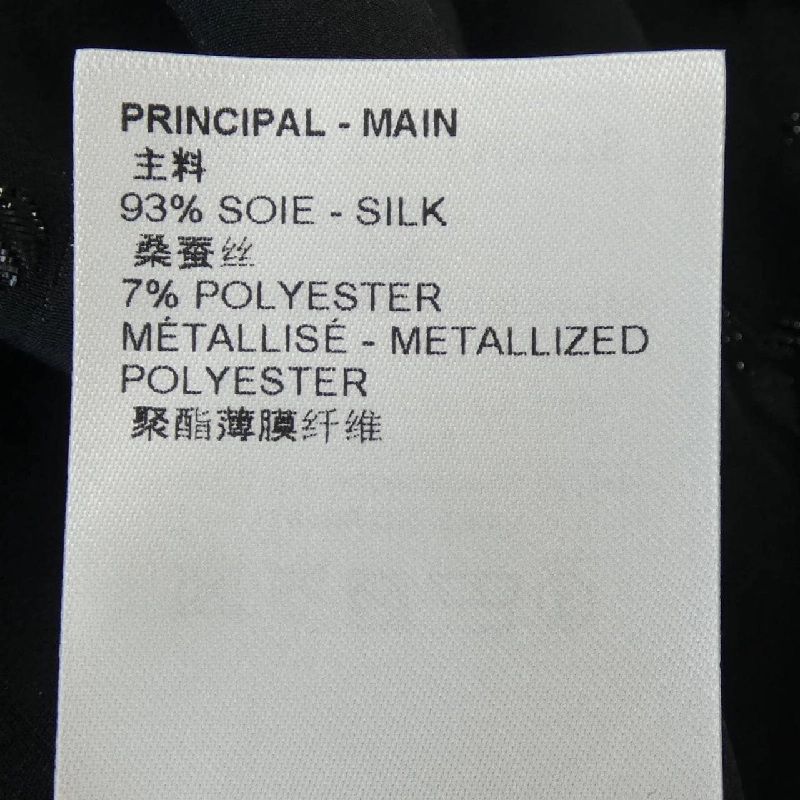 PRINCIPAL - MAIN
主料
93% SOIE - SILK
桑蚕丝
7% POLYESTER
MÉTALLISÉ - METALLIZED
POLYESTER
聚酯薄膜纤维